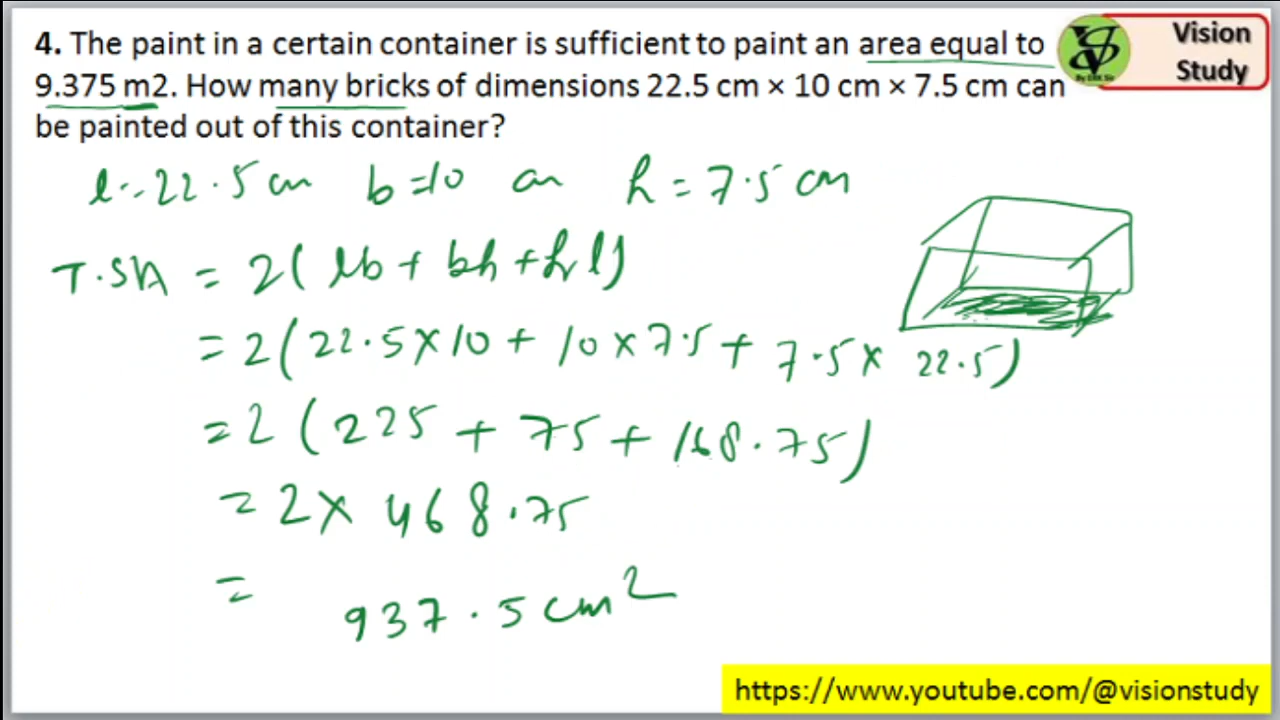 4. The paint in a certain container is sufficient to paint an area equal to
9.375 m2. How many bricks of dimensions 22.5 cm × 10 cm × 7.5 cm can
be painted out of this container?
Vision
Study
By EBK Sir
l = 22.5 cm b = 10 cm h = 7.5 cm
T.SA = 2(lb + bh + hl)
= 2(22.5 × 10 + 10 × 7.5 + 7.5 × 22.5)
= 2 (225 + 75 + 168.75)
= 2 × 468.75
= 937.5 cm²
https://www.youtube.com/@visionstudy